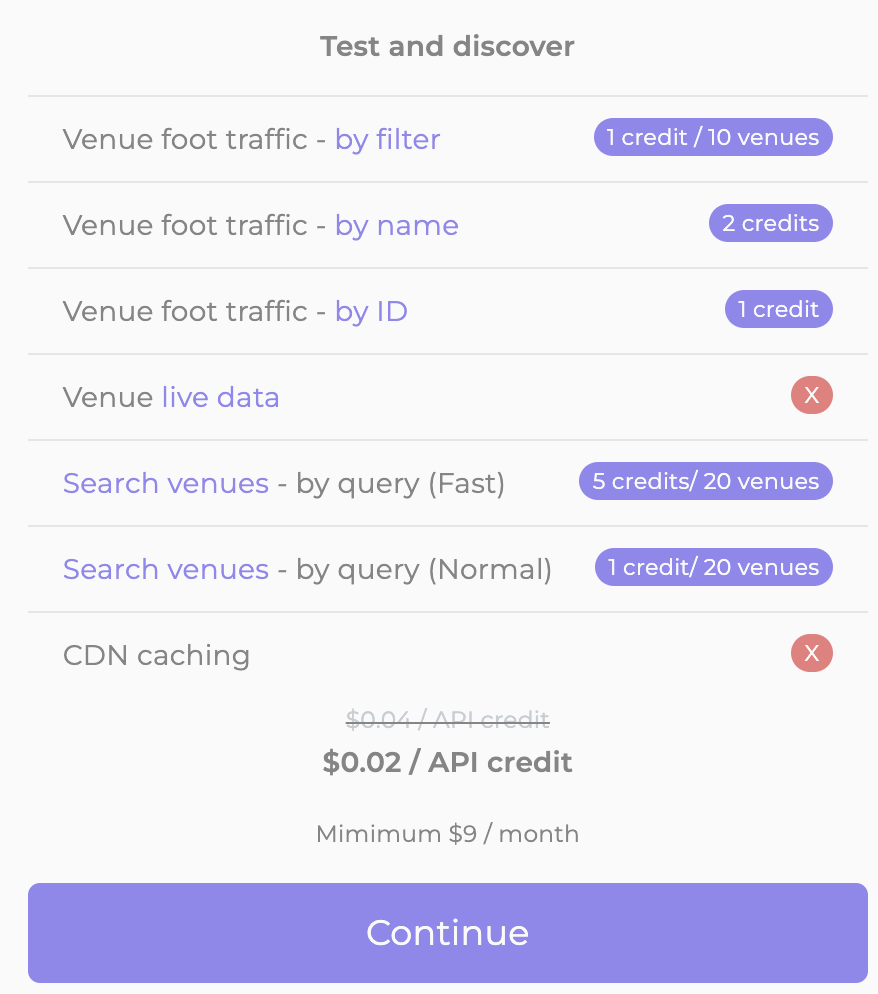 Test and discover
Venue foot traffic - by filter 1 credit / 10 venues
Venue foot traffic - by name 2 credits
Venue foot traffic - by ID 1 credit
Venue live data X
Search venues - by query (Fast) 5 credits/ 20 venues
Search venues - by query (Normal) 1 credit/ 20 venues
CDN caching X
$0.04 / API credit
$0.02 / API credit
Mimimum $9 / month
Continue